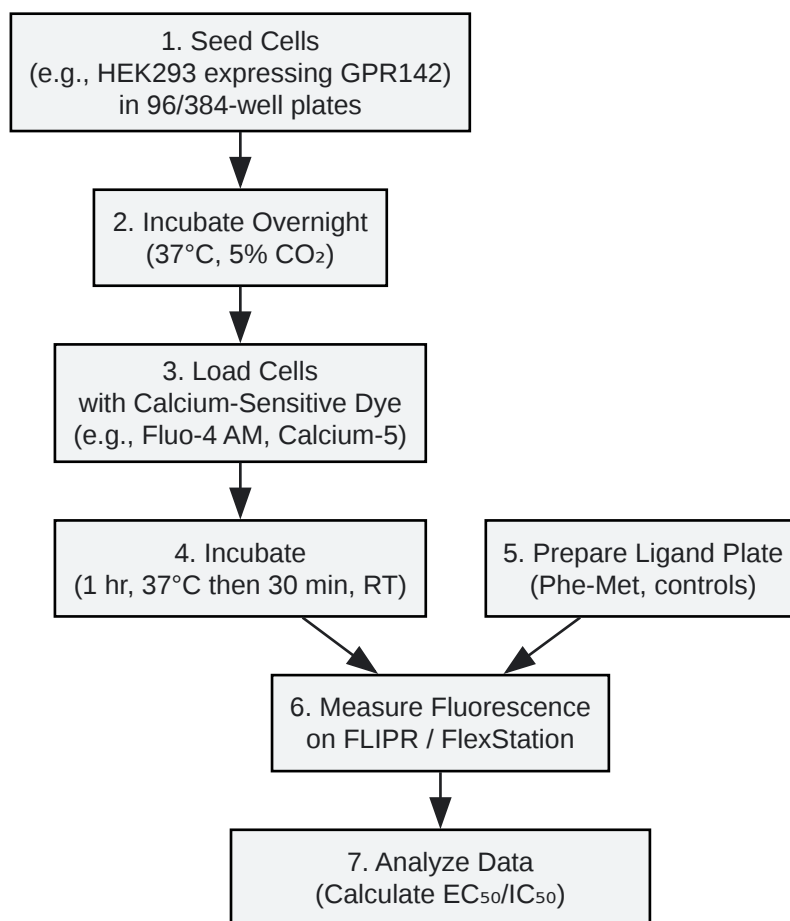 1. Seed Cells
(e.g., HEK293 expressing GPR142)
in 96/384-well plates
2. Incubate Overnight
(37°C, 5% CO₂)
3. Load Cells
with Calcium-Sensitive Dye
(e.g., Fluo-4 AM, Calcium-5)
4. Incubate
(1 hr, 37°C then 30 min, RT)
5. Prepare Ligand Plate
(Phe-Met, controls)
6. Measure Fluorescence
on FLIPR / FlexStation
7. Analyze Data
(Calculate EC₅₀/IC₅₀)